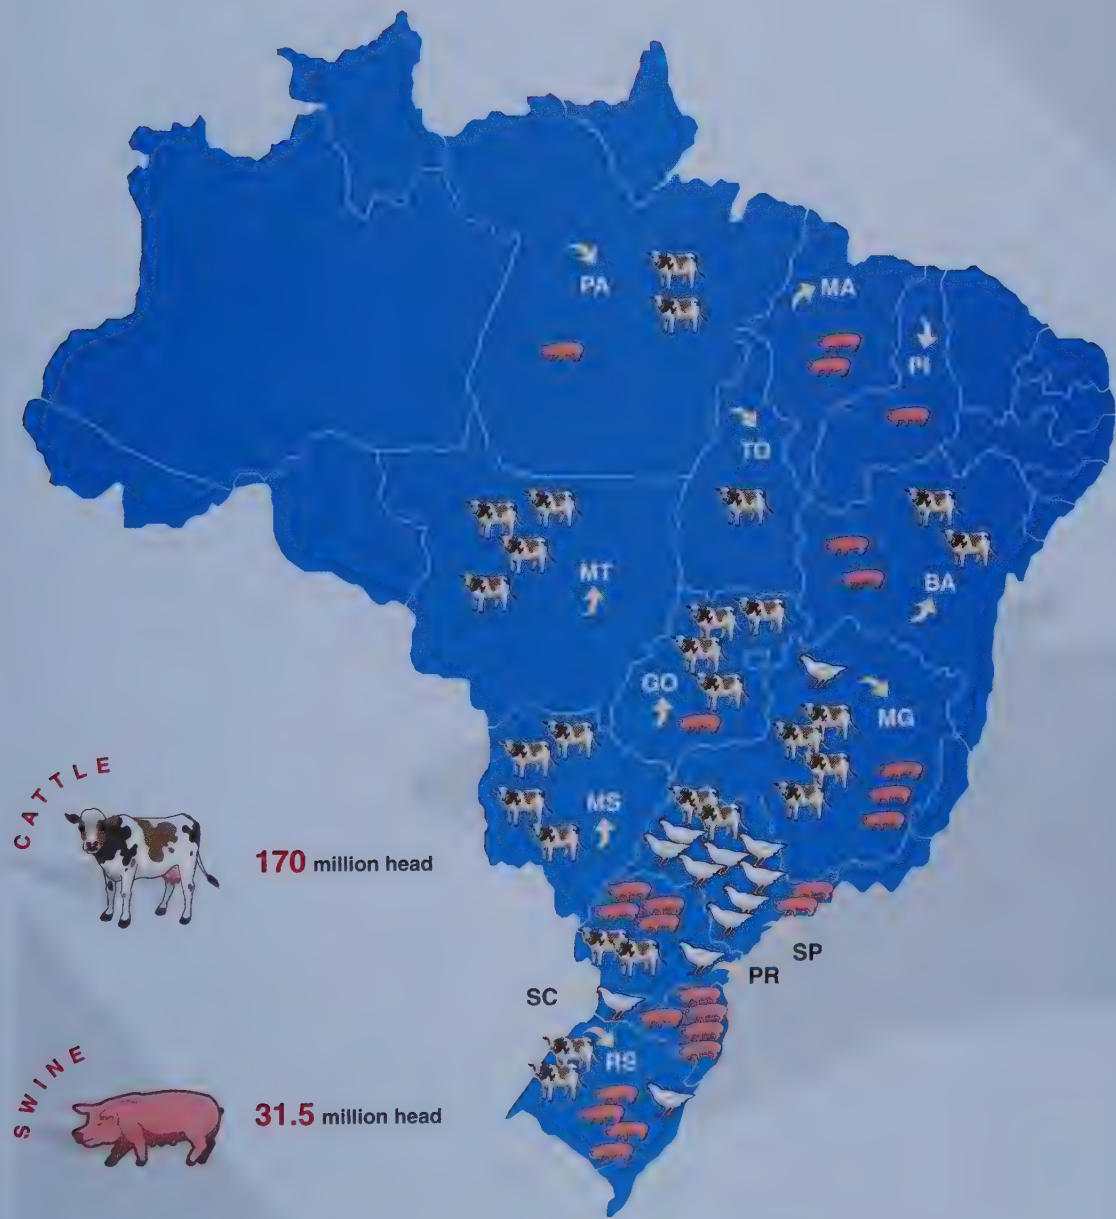 PA
MA
PI
TO
MT
BA
GO
MG
MS
SP
PR
SC
RS
CATTLE
170 million head
SWINE
31.5 million head